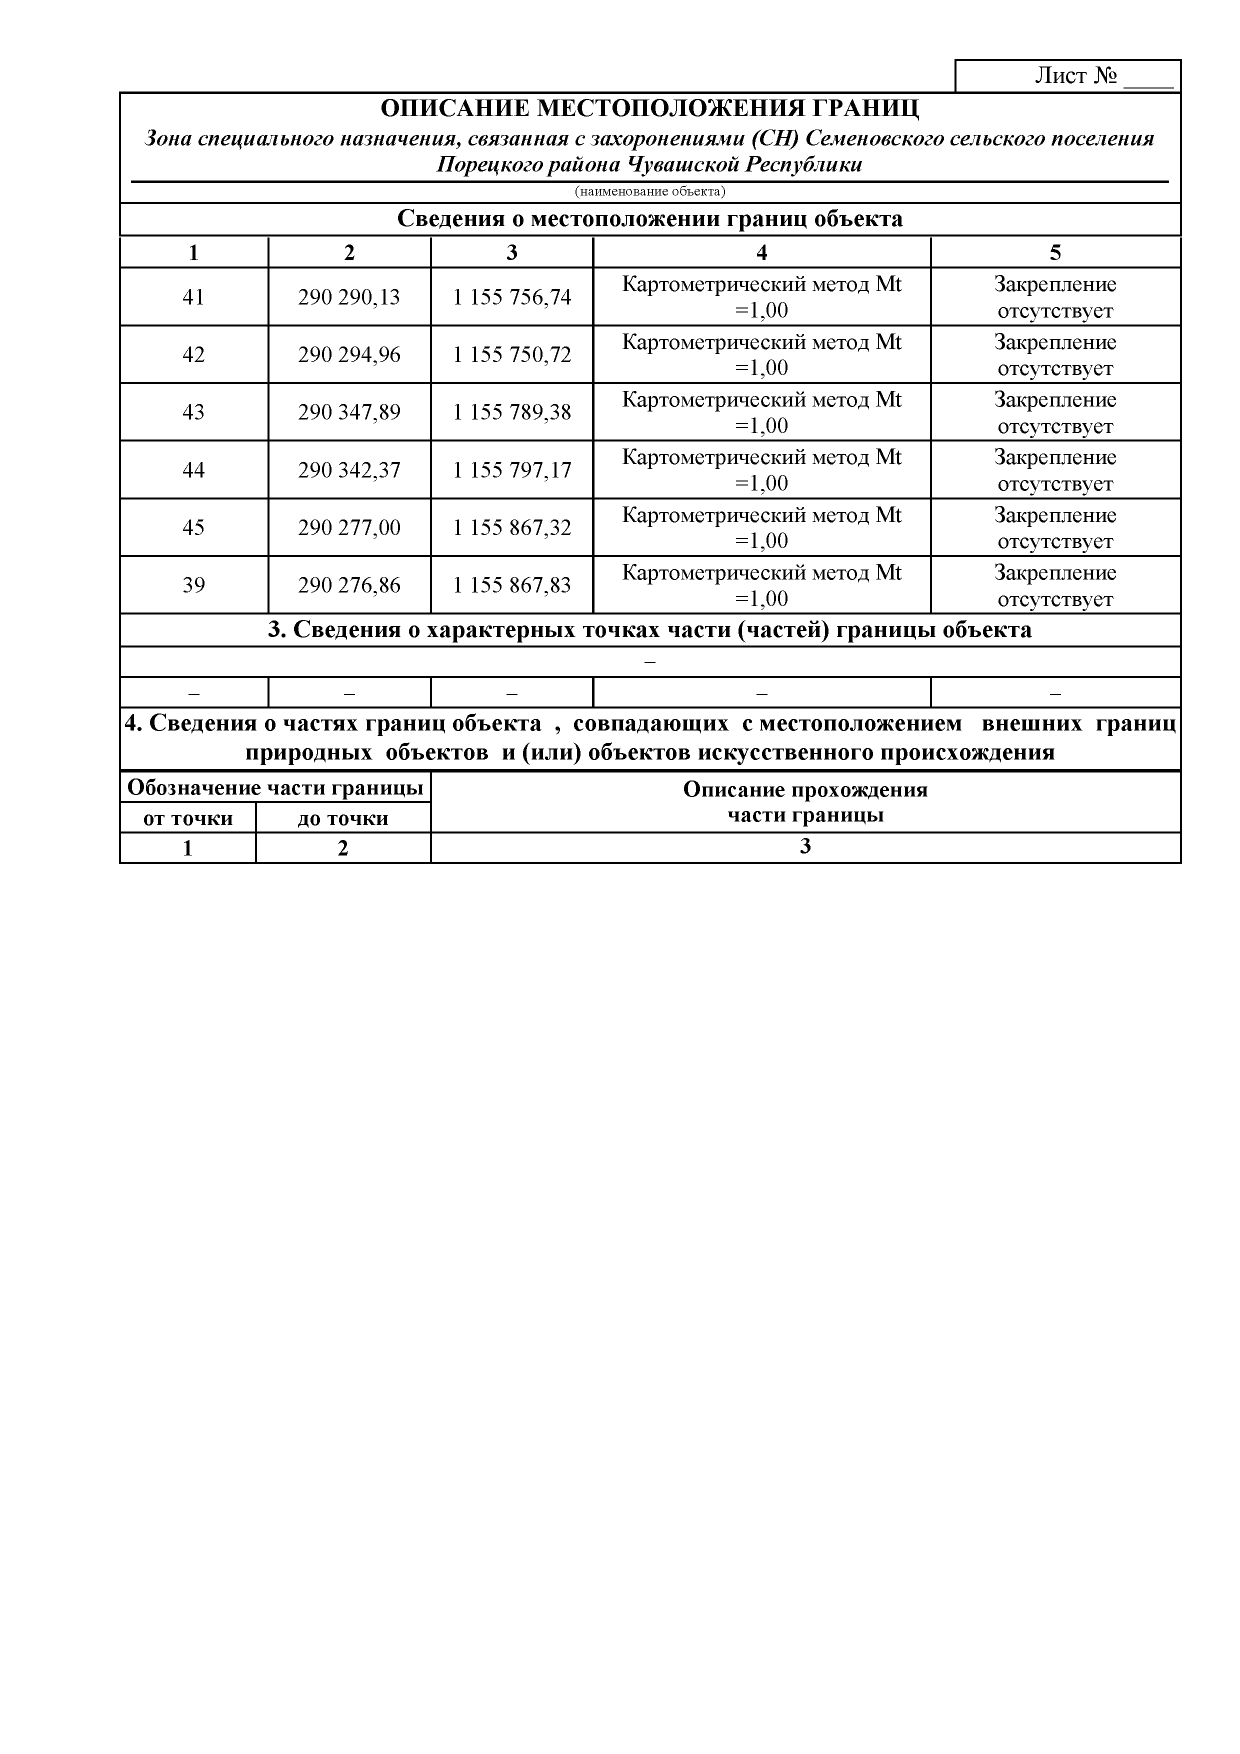 Лист № ____
ОПИСАНИЕ МЕСТОПОЛОЖЕНИЯ ГРАНИЦ
Зона специального назначения, связанная с захоронениями (СН) Семеновского сельского поселения
Порецкого района Чувашской Республики
(наименование объекта)
Сведения о местоположении границ объекта
1 2 3 4 5
41 290 290,13 1 155 756,74 Картометрический метод Mt =1,00 Закрепление отсутствует
42 290 294,96 1 155 750,72 Картометрический метод Mt =1,00 Закрепление отсутствует
43 290 347,89 1 155 789,38 Картометрический метод Mt =1,00 Закрепление отсутствует
44 290 342,37 1 155 797,17 Картометрический метод Mt =1,00 Закрепление отсутствует
45 290 277,00 1 155 867,32 Картометрический метод Mt =1,00 Закрепление отсутствует
39 290 276,86 1 155 867,83 Картометрический метод Mt =1,00 Закрепление отсутствует
3. Сведения о характерных точках части (частей) границы объекта
–
– – – – –
4. Сведения о частях границ объекта , совпадающих с местоположением внешних границ
природных объектов и (или) объектов искусственного происхождения
Обозначение части границы
Описание прохождения
части границы
от точки до точки
1 2 3